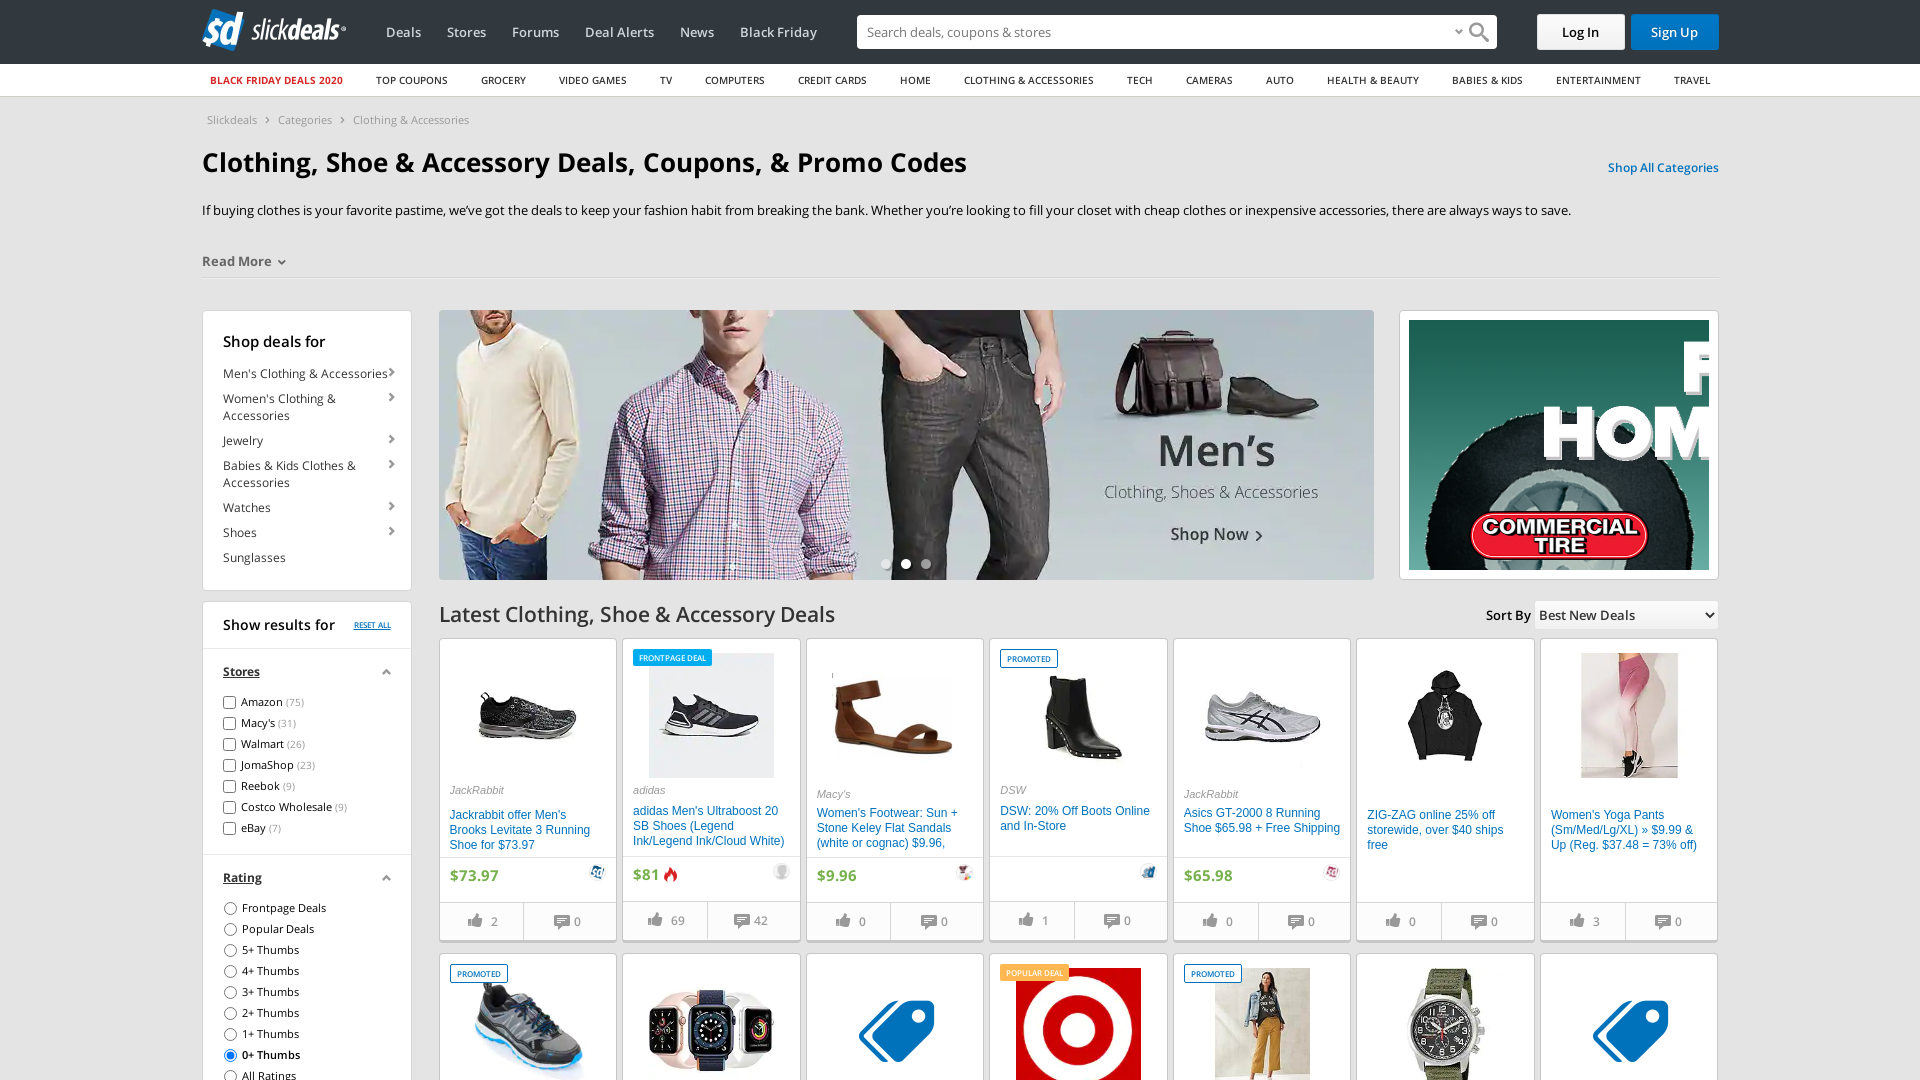 slickdeals
Deals
Stores
Forums
Deal Alerts
News
Black Friday
Search deals, coupons & stores
Log In
Sign Up
BLACK FRIDAY DEALS 2020
TOP COUPONS
GROCERY
VIDEO GAMES
TV
COMPUTERS
CREDIT CARDS
HOME
CLOTHING & ACCESSORIES
TECH
CAMERAS
AUTO
HEALTH & BEAUTY
BABIES & KIDS
ENTERTAINMENT
TRAVEL
Slickdeals
Categories
Clothing & Accessories
Clothing, Shoe & Accessory Deals, Coupons, & Promo Codes
Shop All Categories
If buying clothes is your favorite pastime, we’ve got the deals to keep your fashion habit from breaking the bank. Whether you’re looking to fill your closet with cheap clothes or inexpensive accessories, there are always ways to save.
Read More
Shop deals for
Men's Clothing & Accessories
Women's Clothing &
Accessories
Jewelry
Babies & Kids Clothes &
Accessories
Watches
Shoes
Sunglasses
Men’s
Clothing, Shoes & Accessories
Shop Now
HOM
COMMERCIAL
TIRE
Show results for
RESET ALL
Stores
Amazon (75)
Macy's (31)
Walmart (26)
JomaShop (23)
Reebok (9)
Costco Wholesale (9)
eBay (7)
Rating
Frontpage Deals
Popular Deals
5+ Thumbs
4+ Thumbs
3+ Thumbs
2+ Thumbs
1+ Thumbs
0+ Thumbs
All Ratings
Latest Clothing, Shoe & Accessory Deals
Sort By
Best New Deals
JackRabbit
Jackrabbit offer Men's
Brooks Levitate 3 Running
Shoe for $73.97
$73.97
2
0
FRONTPAGE DEAL
adidas
adidas Men's Ultraboost 20
SB Shoes (Legend
Ink/Legend Ink/Cloud White)
$81
69
42
Macy's
Women's Footwear: Sun +
Stone Keley Flat Sandals
(white or cognac) $9.96,
$9.96
0
0
PROMOTED
DSW
DSW: 20% Off Boots Online
and In-Store
1
0
JackRabbit
Asics GT-2000 8 Running
Shoe $65.98 + Free Shipping
$65.98
0
0
ZIG-ZAG online 25% off
storewide, over $40 ships
free
0
0
Women's Yoga Pants
(Sm/Med/Lg/XL) » $9.99 &
Up (Reg. $37.48 = 73% off)
3
0
PROMOTED
POPULAR DEAL
PROMOTED